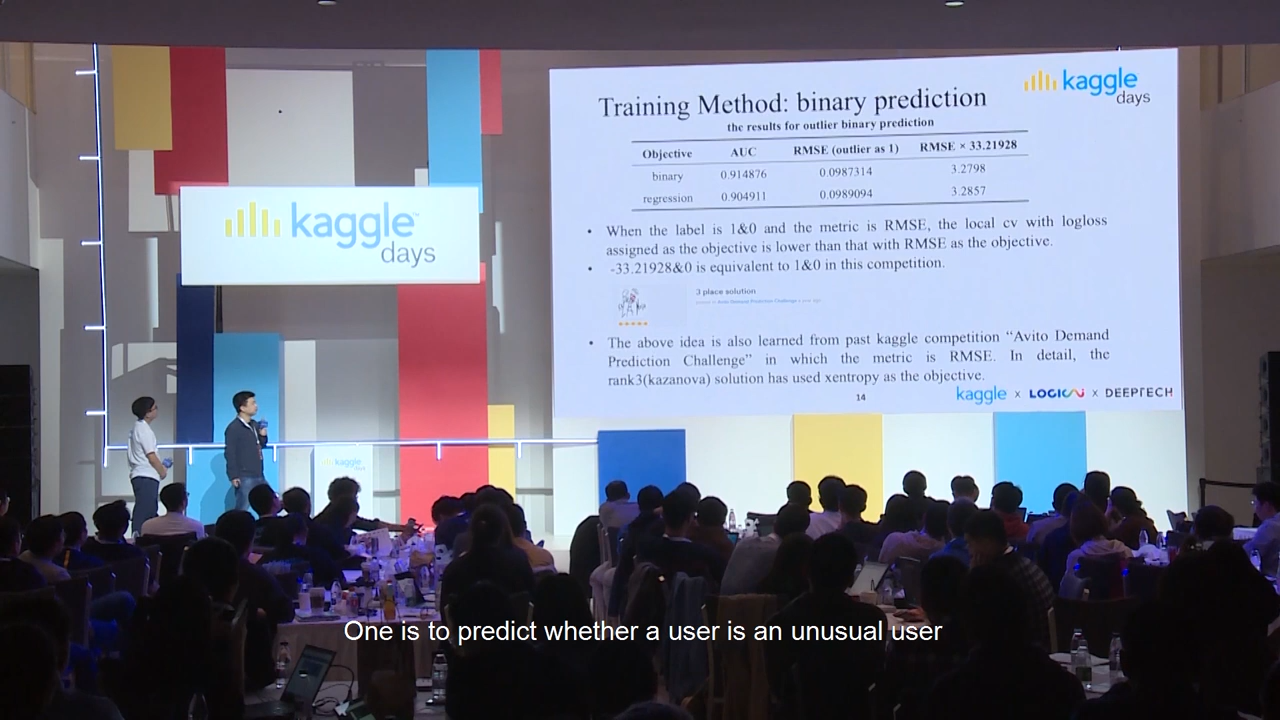 kaggle
days
kaggle
days
Training Method: binary prediction
the results for outlier binary prediction
Objective AUC RMSE (outlier as 1) RMSE × 33.21928
binary 0.914876 0.0987314 3.2798
regression 0.904911 0.0989094 3.2857
• When the label is 1&0 and the metric is RMSE, the local cv with logloss
assigned as the objective is lower than that with RMSE as the objective.
• -33.21928&0 is equivalent to 1&0 in this competition.
3 place solution
• The above idea is also learned from past kaggle competition “Avito Demand
Prediction Challenge” in which the metric is RMSE. In detail, the
rank3(kazanova) solution has used xentropy as the objective.
14
kaggle × LOGIC × DEEPTECH
kaggle
days
One is to predict whether a user is an unusual user